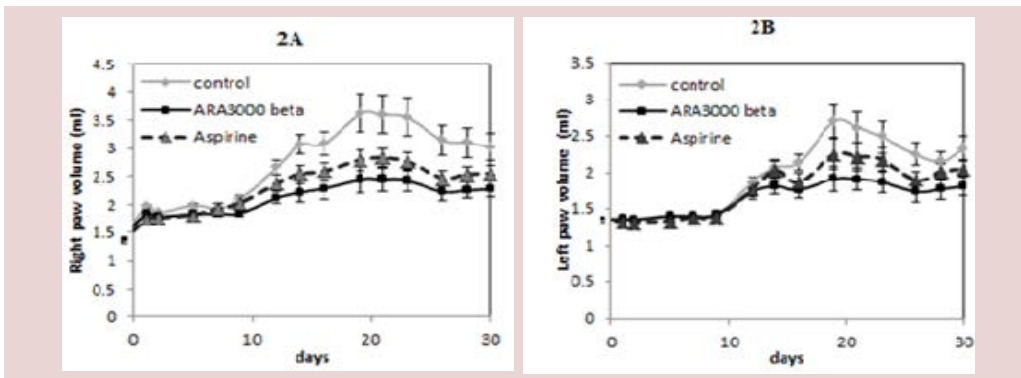 2A
4.5
4
3.5
3
2.5
2
1.5
1
0.5
0
Right paw volume (ml)
control
ARA3000 beta
Aspirine
0 10 20 30
days
2B
3.5
3
2.5
2
1.5
1
0.5
0
Left paw volume (ml)
control
ARA3000 beta
Aspirine
0 10 20 30
days